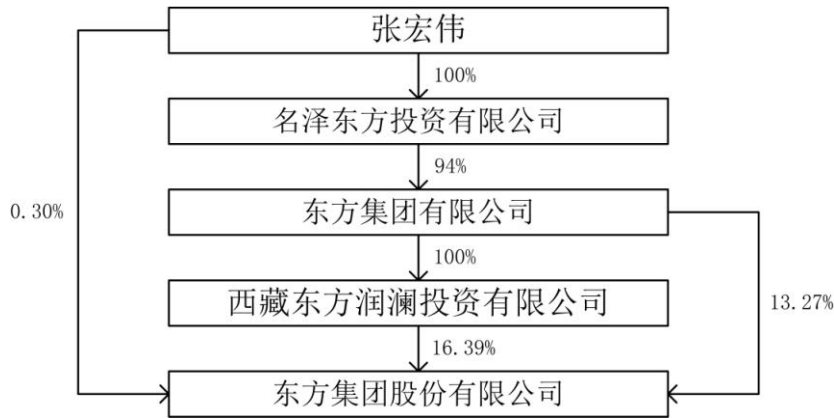 张宏伟
100%
名泽东方投资有限公司
94%
0.30%
东方集团有限公司
100%
西藏东方润澜投资有限公司
13.27%
16.39%
东方集团股份有限公司